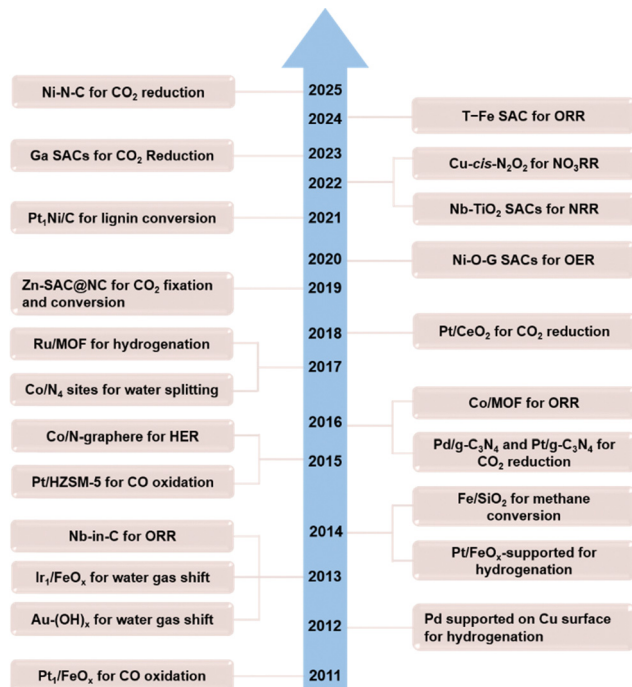 2025
Ni-N-C for CO₂ reduction
2024
T–Fe SAC for ORR
2023
Ga SACs for CO₂ Reduction
2022
Cu-cis-N₂O₂ for NO₃RR
Nb-TiO₂ SACs for NRR
2021
Pt₁Ni/C for lignin conversion
2020
Ni-O-G SACs for OER
2019
Zn-SAC@NC for CO₂ fixation
and conversion
2018
Pt/CeO₂ for CO₂ reduction
2017
Ru/MOF for hydrogenation
Co/N₄ sites for water splitting
2016
Co/MOF for ORR
Pd/g-C₃N₄ and Pt/g-C₃N₄ for
CO₂ reduction
2015
Co/N-graphere for HER
Pt/HZSM-5 for CO oxidation
2014
Fe/SiO₂ for methane
conversion
Pt/FeOₓ-supported for
hydrogenation
2013
Nb-in-C for ORR
Ir₁/FeOₓ for water gas shift
Au-(OH)ₓ for water gas shift
2012
Pd supported on Cu surface
for hydrogenation
2011
Pt₁/FeOₓ for CO oxidation